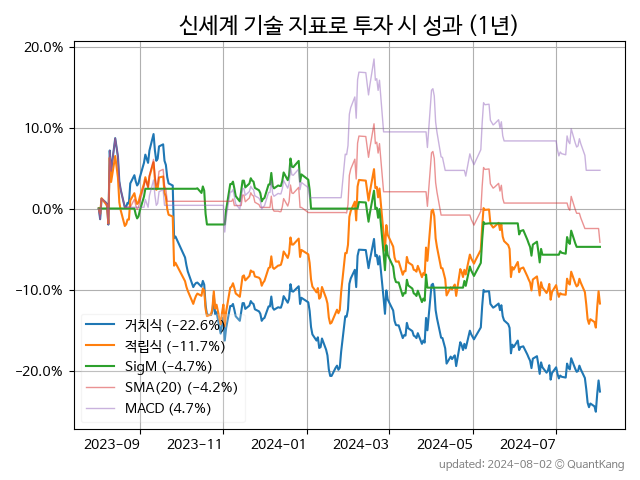 신세계 기술 지표로 투자 시 성과 (1년)
20.0%
10.0%
0.0%
−10.0%
−20.0%
거치식 (−22.6%)
적립식 (−11.7%)
SigM (−4.7%)
SMA(20) (−4.2%)
MACD (4.7%)
2023-09 2023-11 2024-01 2024-03 2024-05 2024-07
updated: 2024-08-02 © QuantKang